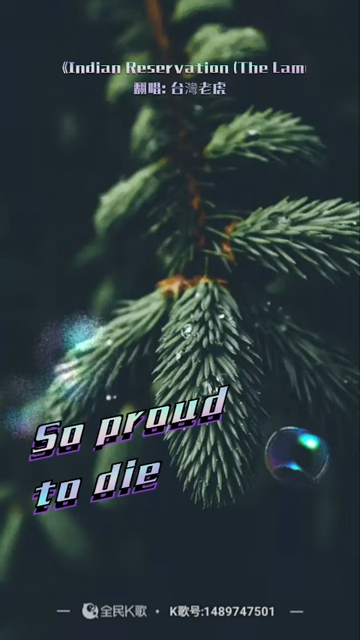 《Indian Reservation (The Lam
翻唱: 台灣老虎
So proud
to die
全民K歌 · K歌号:1489747501